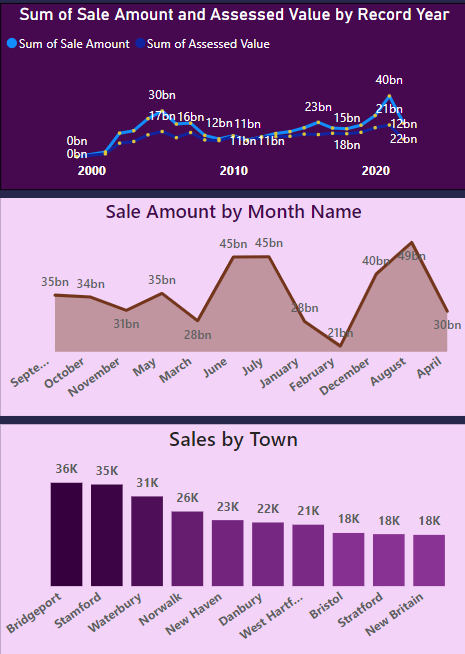 Sum of Sale Amount and Assessed Value by Record Year
Sum of Sale Amount Sum of Assessed Value
40bn
30bn
23bn
21bn
17bn 16bn
15bn
12bn 11bn
12bn
0bn
11bn 11bn
18bn
22bn
0bn
2000 2010 2020
Sale Amount by Month Name
45bn 45bn
49bn
40bn
35bn 34bn 35bn
31bn
28bn
28bn
21bn
30bn
Septe... October November May March June July January February December August April
Sales by Town
36K 35K 31K 26K 23K 22K 21K 18K 18K 18K
Bridgeport Stamford Waterbury Norwalk New Haven Danbury West Hartf... Bristol Stratford New Britain